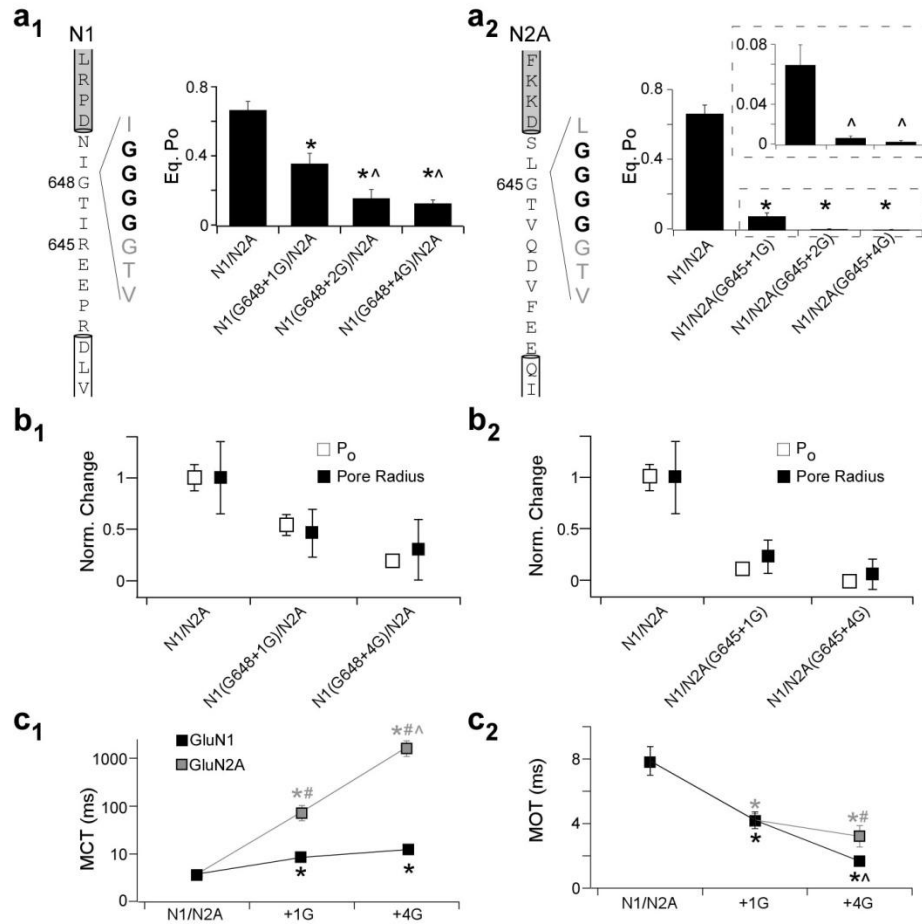 a1
N1
L
R
P
D
N
I
648 G
T
I
645 R
E
E
P
R
D
L
V
I
G
G
G
G
G
T
V
Eq. Po
0.8
0.4
0
*
*^
*^
N1/N2A
N1(G648+1G)/N2A
N1(G648+2G)/N2A
N1(G648+4G)/N2A
a2
N2A
F
K
K
D
S
L
645 G
T
V
Q
D
V
F
E
E
Q
I
L
G
G
G
G
G
T
V
Eq. Po
0.8
0.4
0
0.08
0.04
0
^
^
*
*
*
N1/N2A
N1/N2A(G645+1G)
N1/N2A(G645+2G)
N1/N2A(G645+4G)
b1
Norm. Change
1
0.5
0
Po
Pore Radius
N1/N2A
N1(G648+1G)/N2A
N1(G648+4G)/N2A
b2
Norm. Change
1
0.5
0
Po
Pore Radius
N1/N2A
N1/N2A(G645+1G)
N1/N2A(G645+4G)
c1
GluN1
GluN2A
MCT (ms)
1000
100
10
0
*#
*#^
*
*
N1/N2A
+1G
+4G
c2
MOT (ms)
8
4
0
*
*
*#
*^
N1/N2A
+1G
+4G